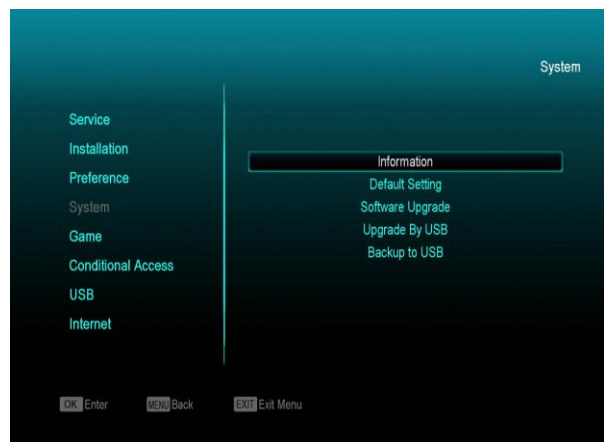 System
Service
Installation
Preference
System
Game
Conditional Access
USB
Internet
Information
Default Setting
Software Upgrade
Upgrade By USB
Backup to USB
OK Enter MENU Back EXIT Exit Menu